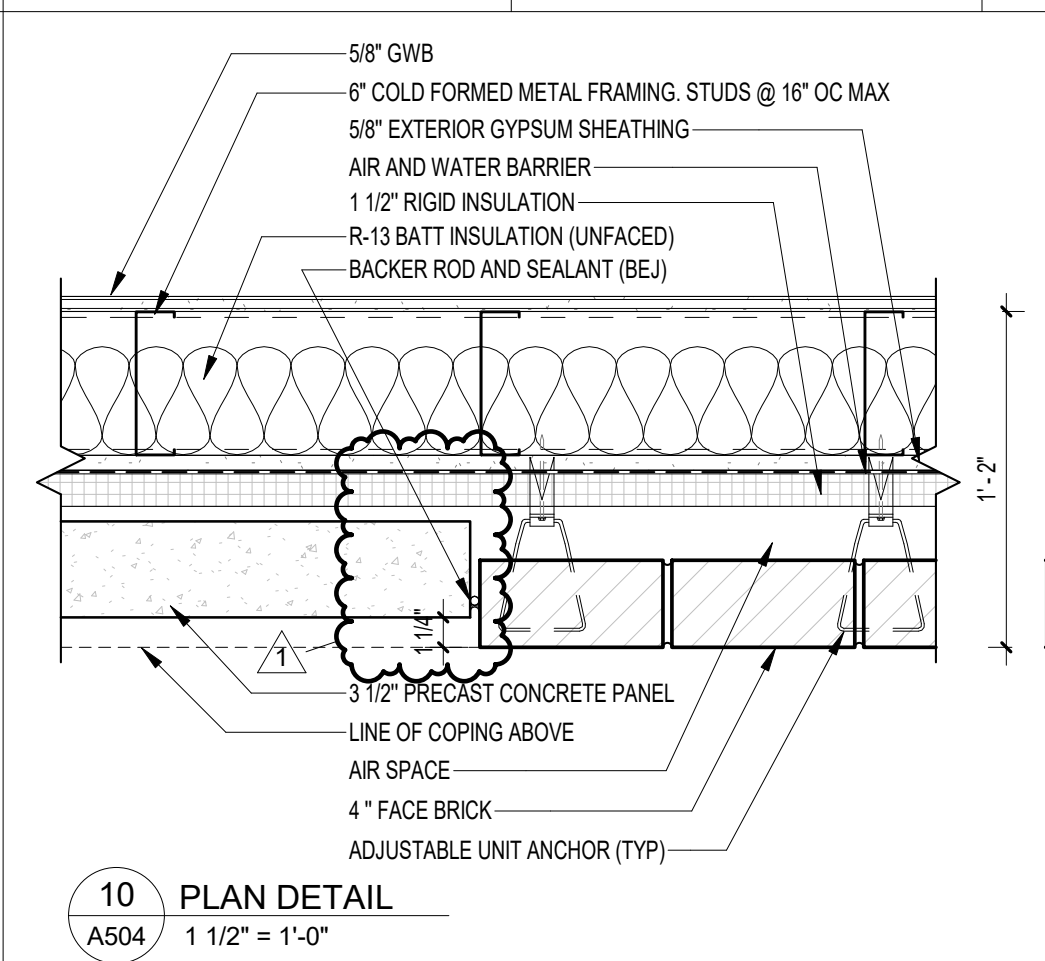 5/8" GWB
6" COLD FORMED METAL FRAMING. STUDS @ 16" OC MAX
5/8" EXTERIOR GYPSUM SHEATHING
AIR AND WATER BARRIER
1 1/2" RIGID INSULATION
R-13 BATT INSULATION (UNFACED)
BACKER ROD AND SEALANT (BEJ)
1' - 2"
1 1/4"
1
3 1/2" PRECAST CONCRETE PANEL
LINE OF COPING ABOVE
AIR SPACE
4 " FACE BRICK
ADJUSTABLE UNIT ANCHOR (TYP)
10 PLAN DETAIL
A504 1 1/2" = 1'-0"